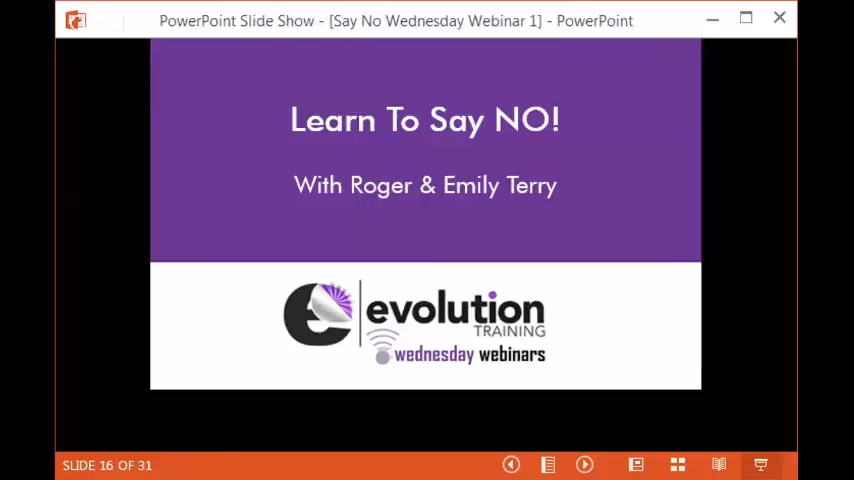 PowerPoint Slide Show - [Say No Wednesday Webinar 1] - PowerPoint
Learn To Say NO!
With Roger & Emily Terry
e evolution
TRAINING
wednesday webinars
SLIDE 16 OF 31